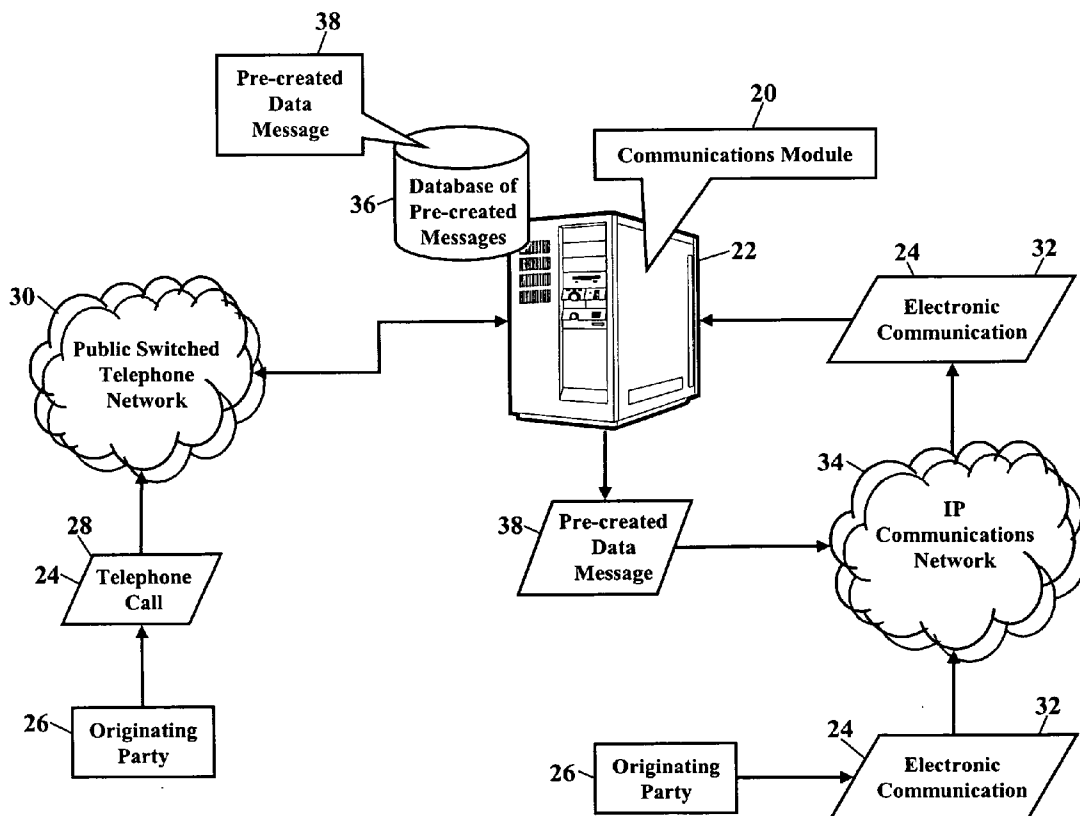 38
Pre-created
Data
Message
20
Communications Module
Database of
Pre-created
Messages
36
22
24
32
Electronic
Communication
30
Public Switched
Telephone
Network
34
IP
Communications
Network
38
Pre-created
Data
Message
28
24
Telephone
Call
26
Originating
Party
26
Originating
Party
24
32
Electronic
Communication